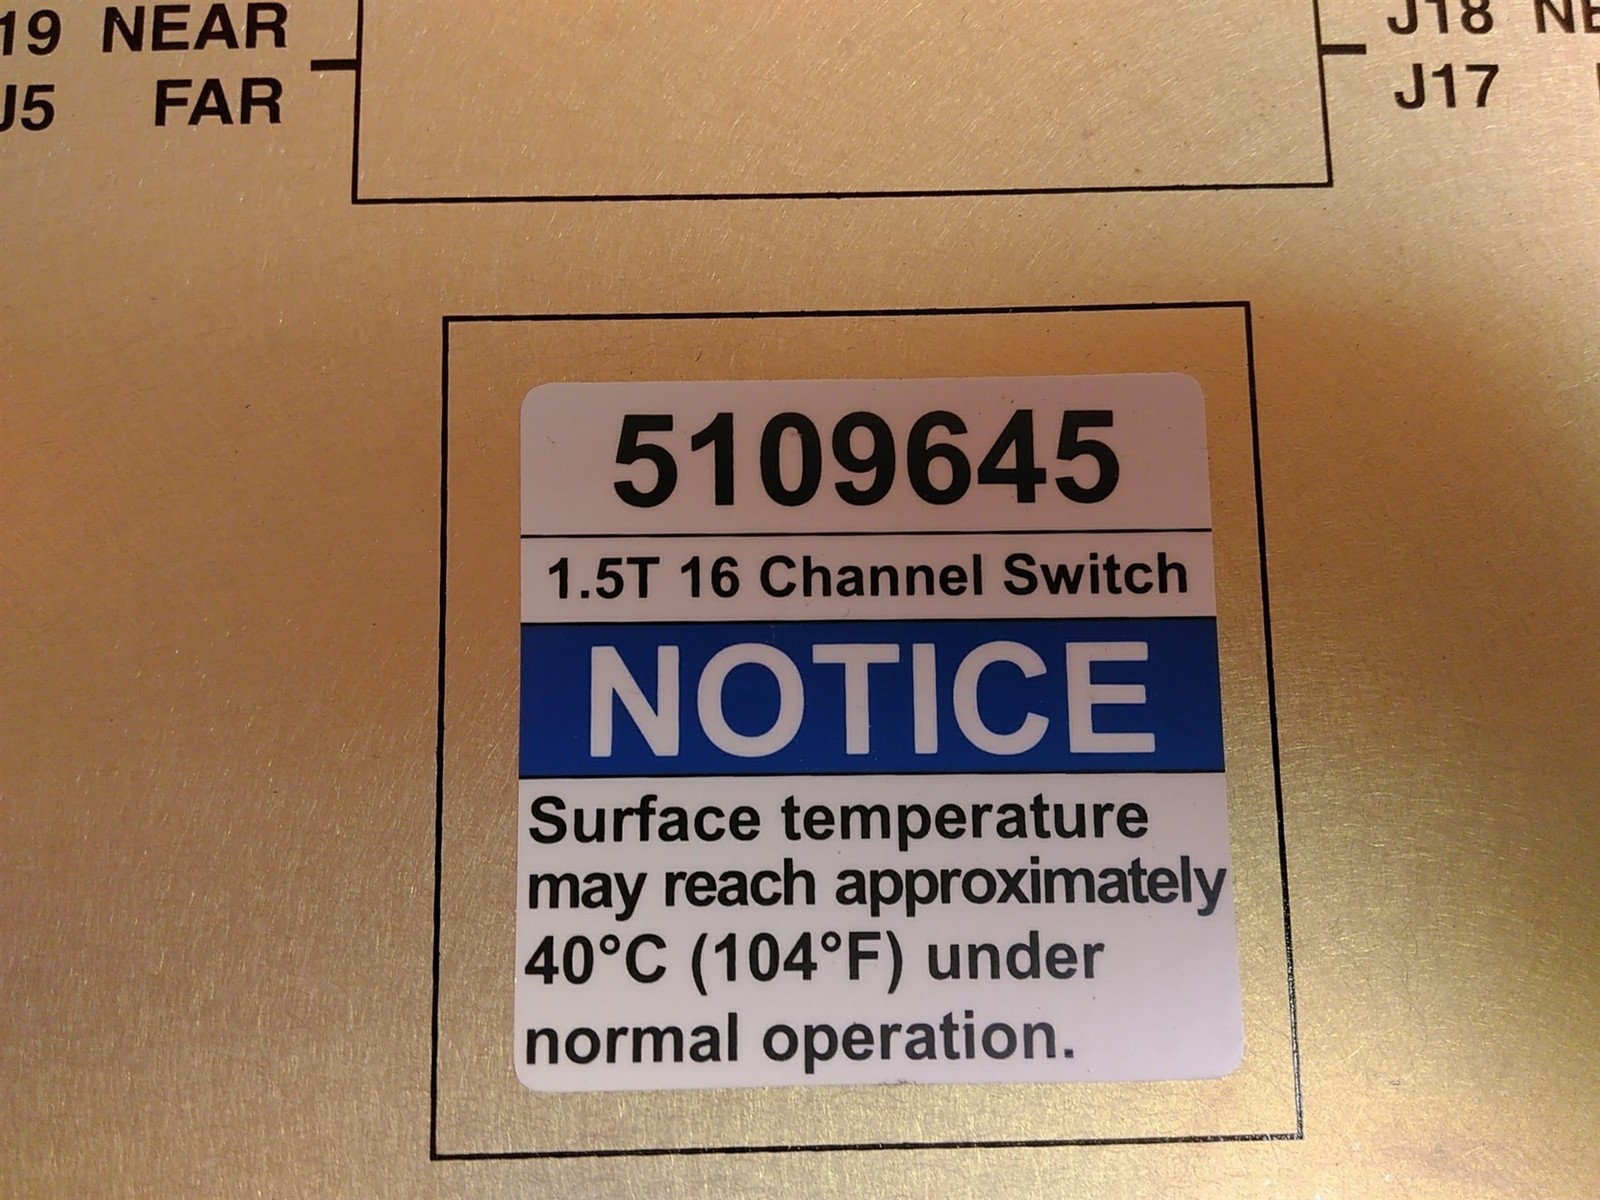 19 NEAR
J5 FAR
J18
J17
5109645
1.5T 16 Channel Switch
NOTICE
Surface temperature
may reach approximately
40°C (104°F) under
normal operation.